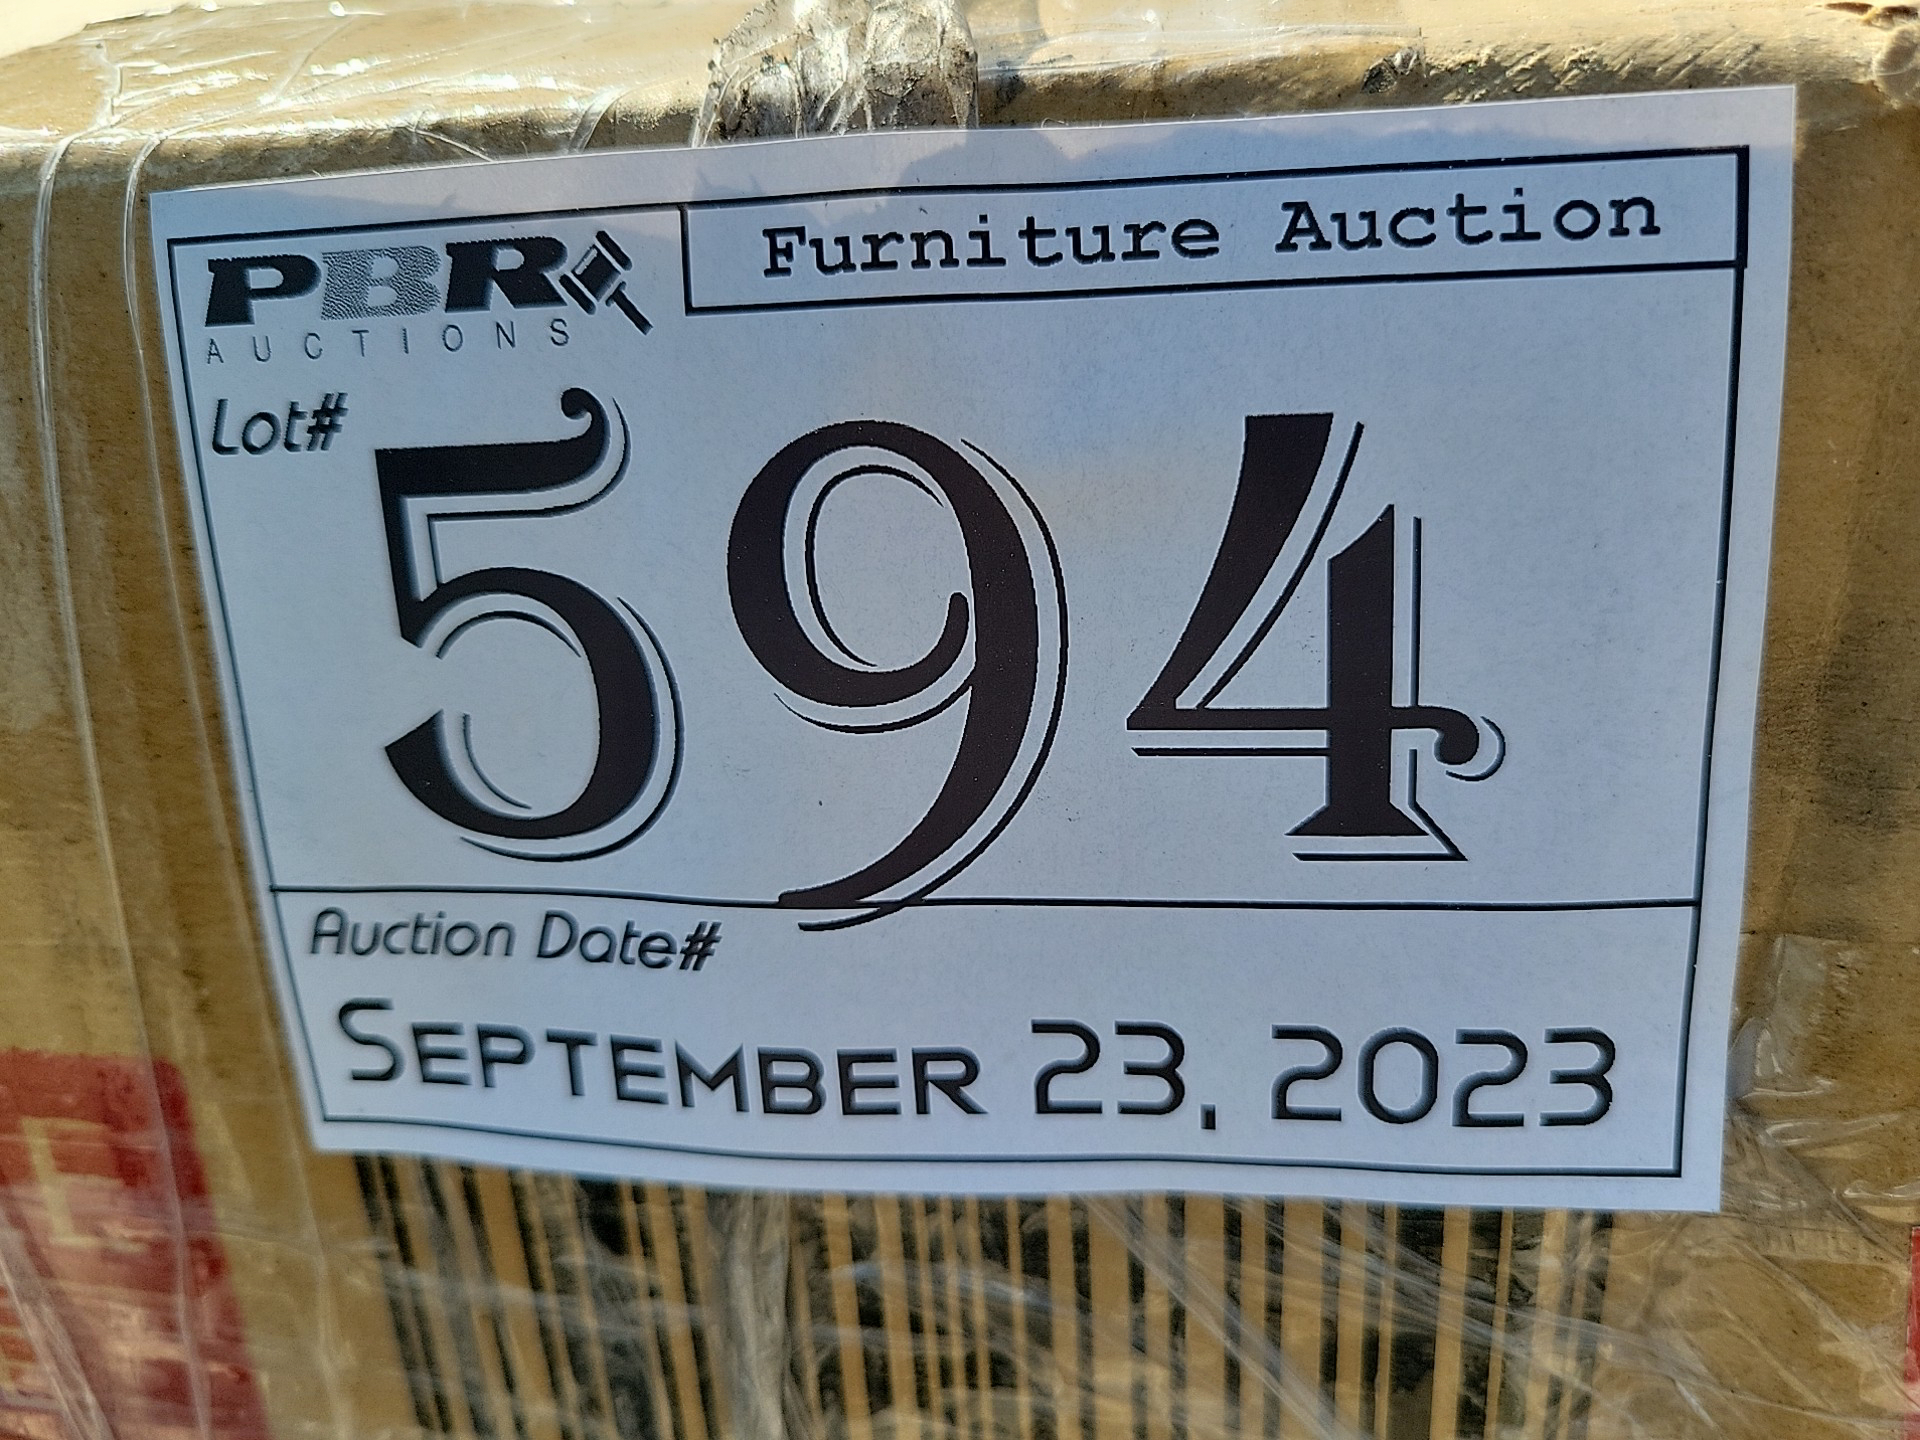 PBR
AUCTIONS
Furniture Auction
Lot#
594
Auction Date#
SEPTEMBER 23, 2023